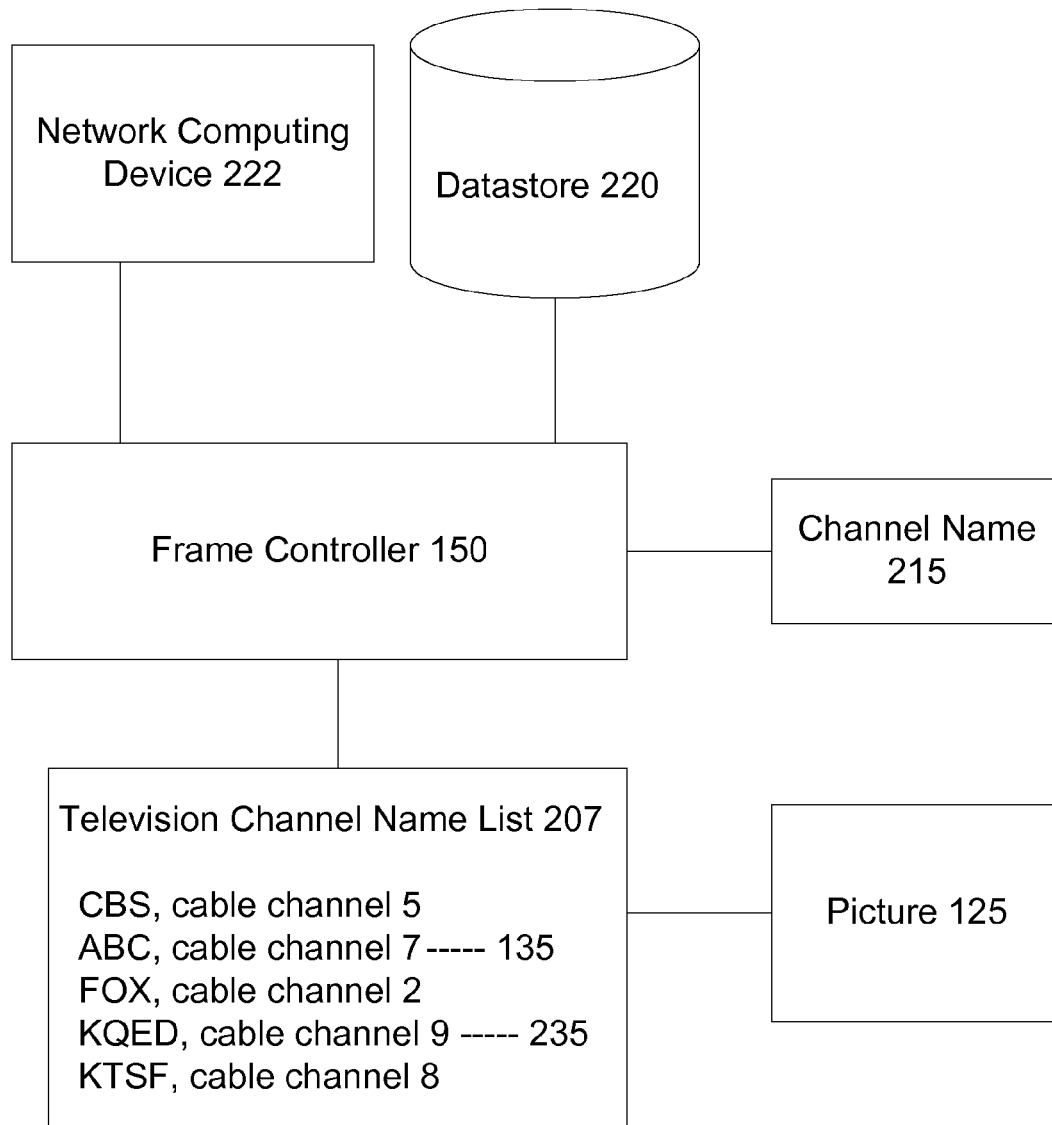 Network Computing
Device 222
Datastore 220
Frame Controller 150
Channel Name
215
Television Channel Name List 207
CBS, cable channel 5
ABC, cable channel 7 ----- 135
FOX, cable channel 2
KQED, cable channel 9 ----- 235
KTSF, cable channel 8
Picture 125